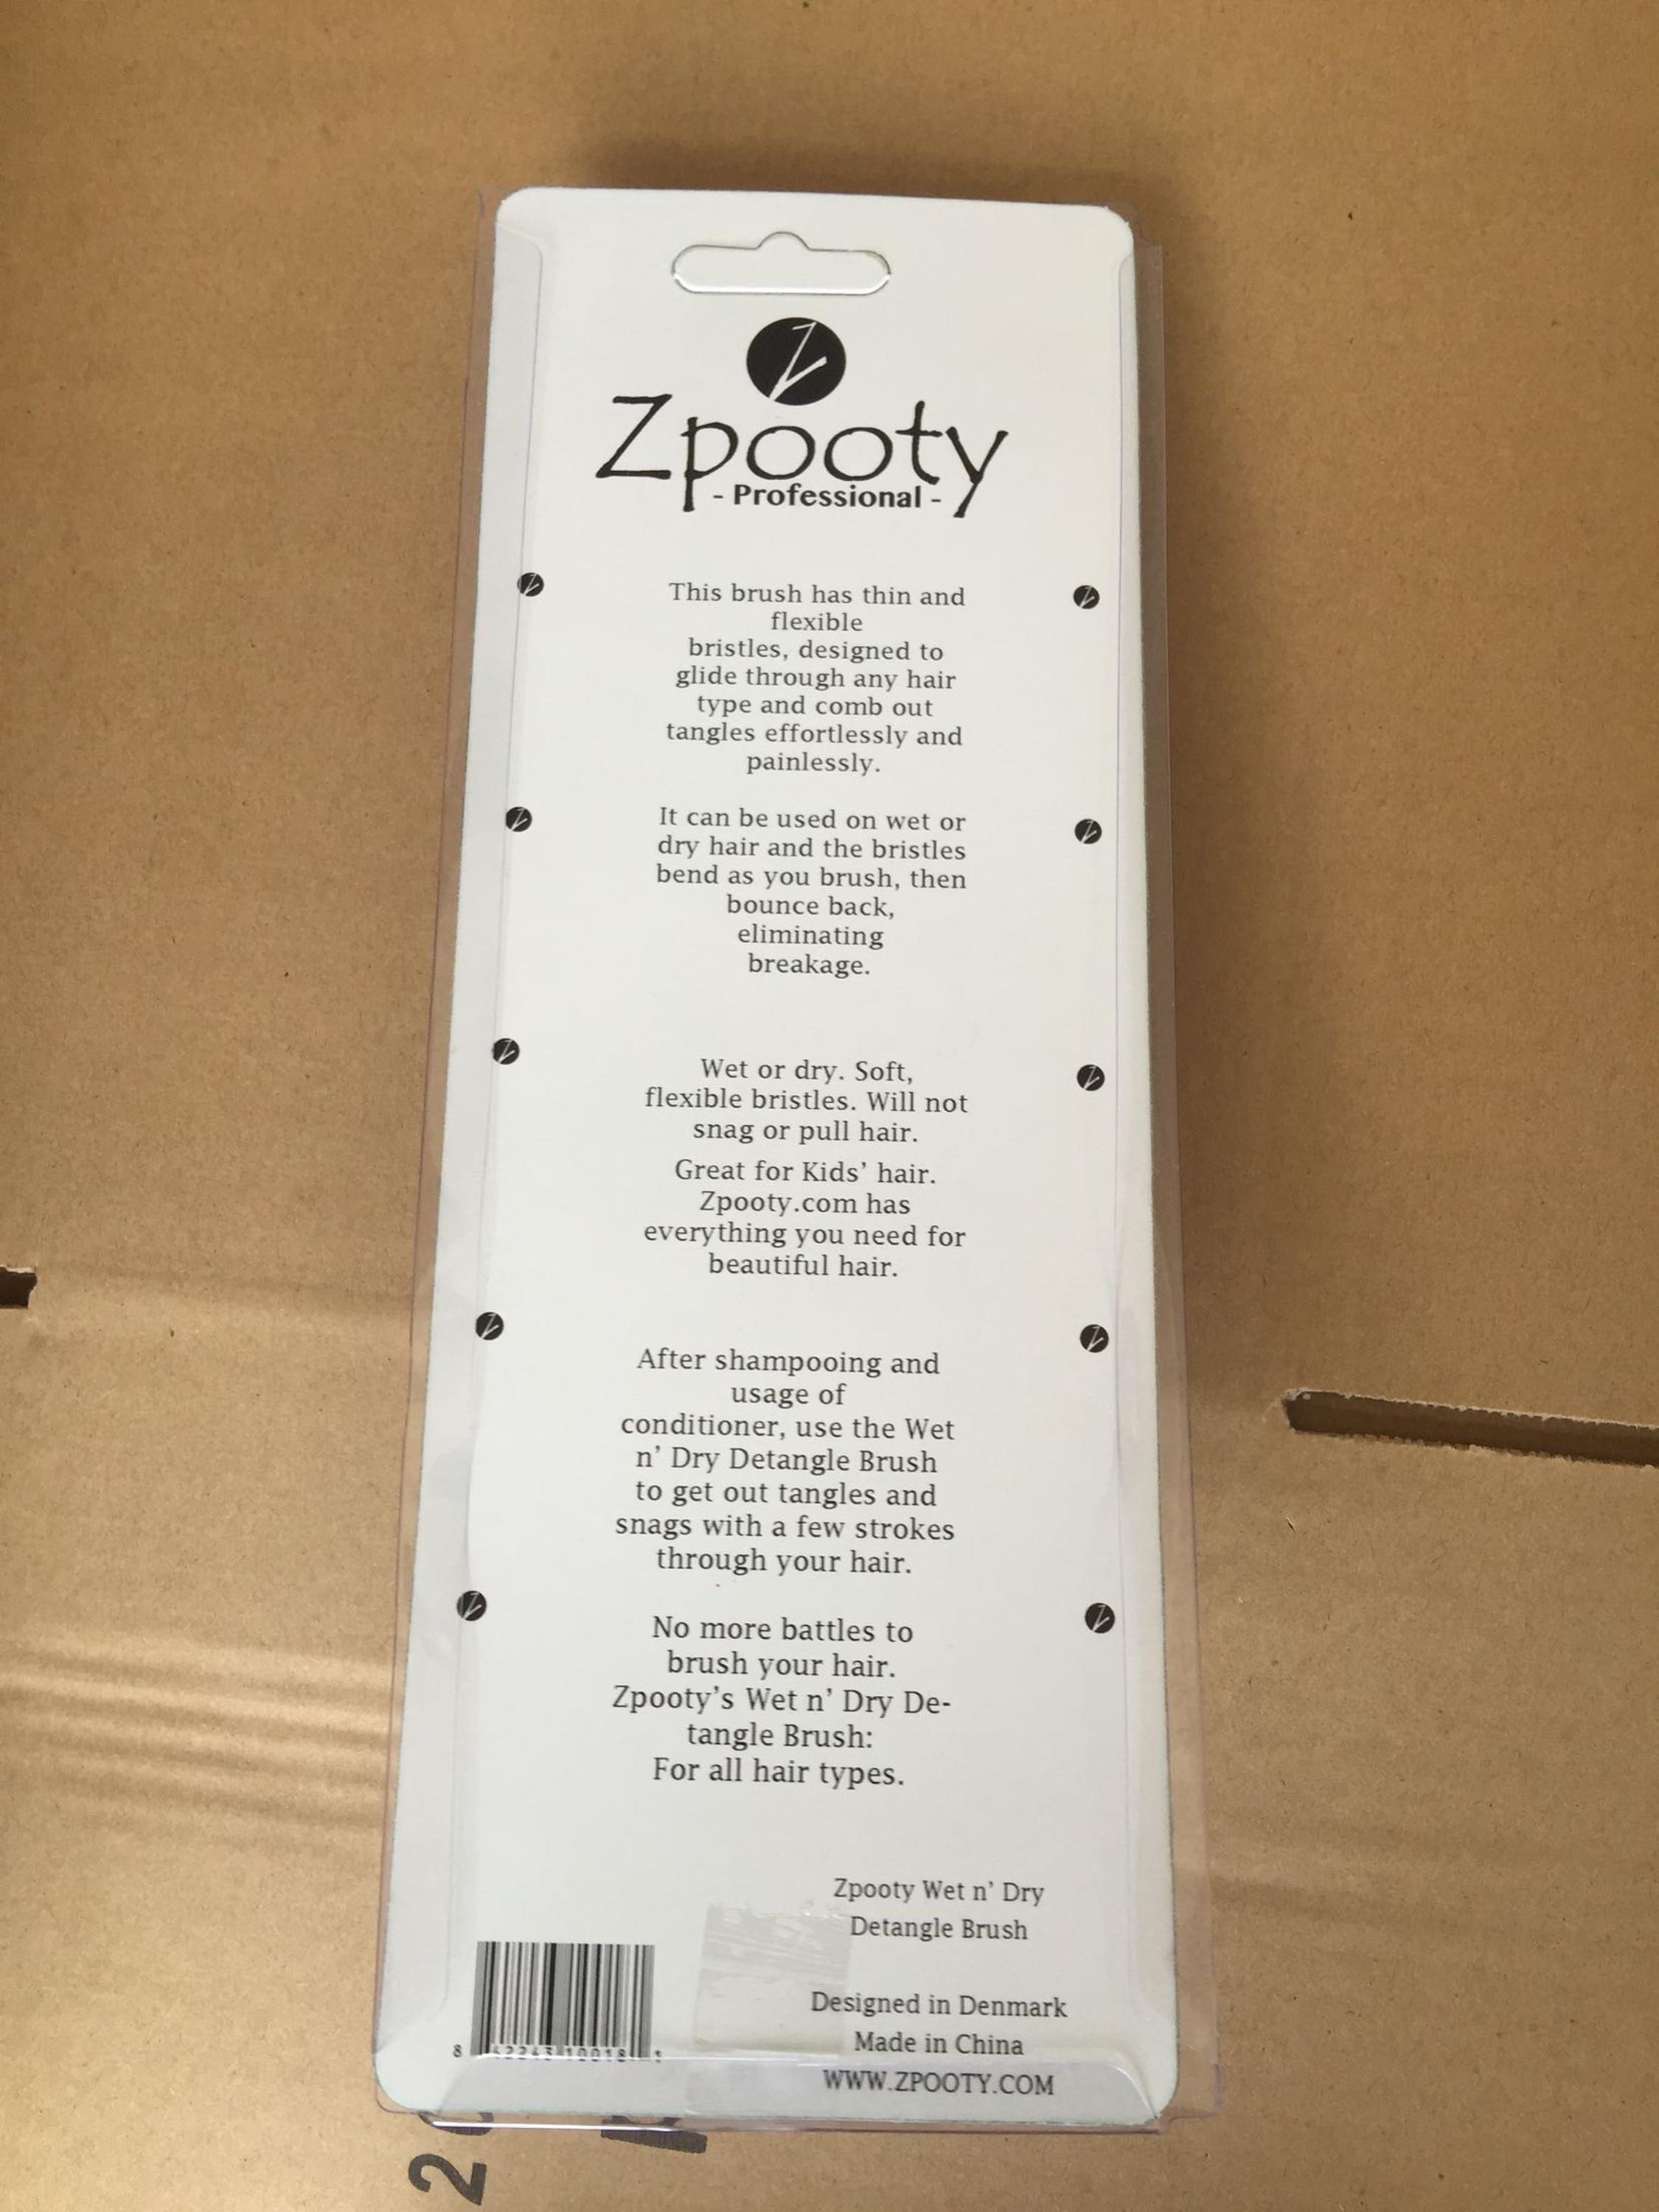 Z
Zpooty
- Professional -
This brush has thin and
flexible
bristles, designed to
glide through any hair
type and comb out
tangles effortlessly and
painlessly.
It can be used on wet or
dry hair and the bristles
bend as you brush, then
bounce back,
eliminating
breakage.
Wet or dry. Soft,
flexible bristles. Will not
snag or pull hair.
Great for Kids’ hair.
Zpooty.com has
everything you need for
beautiful hair.
After shampooing and
usage of
conditioner, use the Wet
n’ Dry Detangle Brush
to get out tangles and
snags with a few strokes
through your hair.
No more battles to
brush your hair.
Zpooty’s Wet n’ Dry De-
tangle Brush:
For all hair types.
Zpooty Wet n’ Dry
Detangle Brush
Designed in Denmark
Made in China
WWW.ZPOOTY.COM
8 42243 10018 1